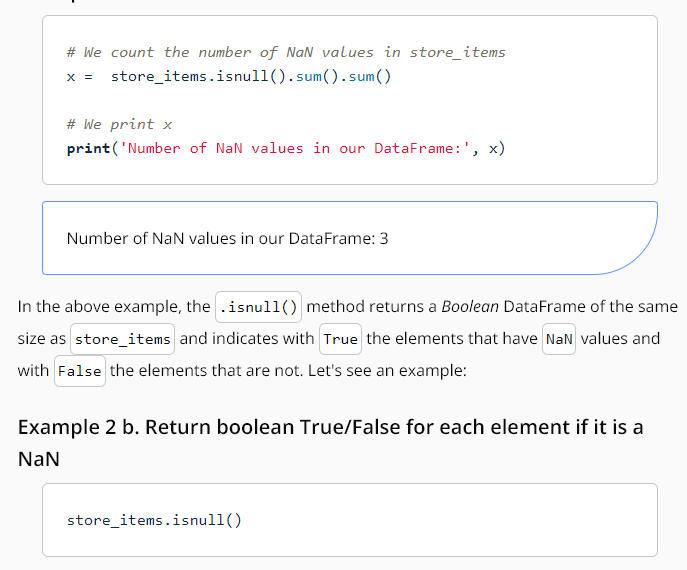 # We count the number of NaN values in store_items
x =  store_items.isnull().sum().sum()
# We print x
print('Number of NaN values in our DataFrame:', x)
Number of NaN values in our DataFrame: 3
In the above example, the .isnull() method returns a Boolean DataFrame of the same
size as store_items and indicates with True the elements that have NaN values and
with False the elements that are not. Let's see an example:
Example 2 b. Return boolean True/False for each element if it is a
NaN
store_items.isnull()